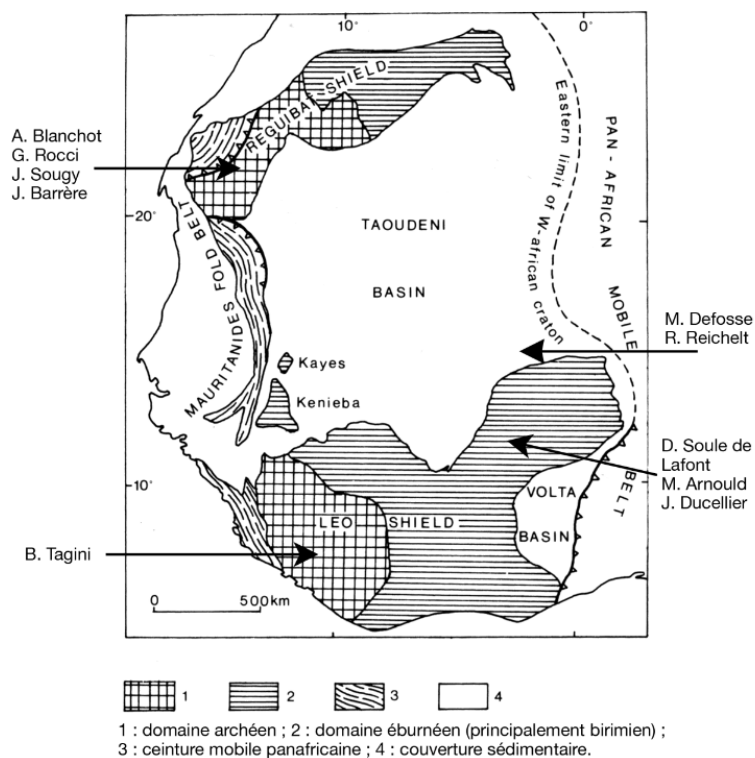 10°
0°
A. Blanchot
G. Rocci
J. Sougy
J. Barrère
REGUIBAT SHIELD
Eastern limit of W-african craton
PAN-AFRICAN MOBILE BELT
20°
TAOUDENI
BASIN
MAURITANIDES FOLD BELT
M. Defosse
R. Reichelt
Kayes
Kenieba
D. Soule de
Lafont
M. Arnould
J. Ducellier
10°
VOLTA
BASIN
LEO SHIELD
B. Tagini
0 500km
1 2 3 4
1 : domaine archéen ; 2 : domaine éburnéen (principalement birimien) ;
3 : ceinture mobile panafricaine ; 4 : couverture sédimentaire.